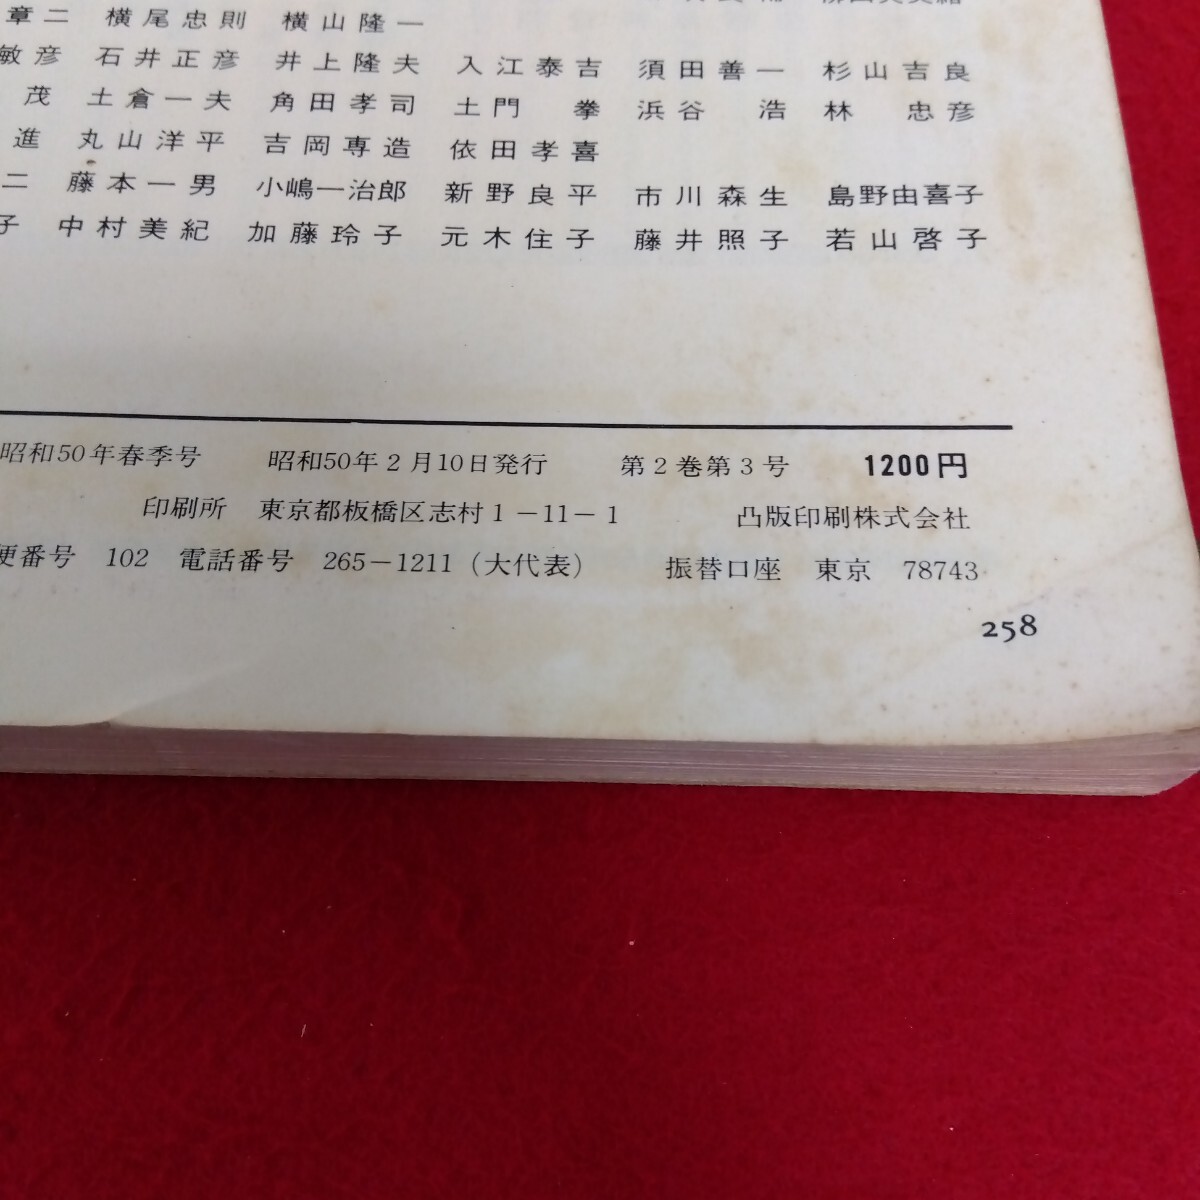 章二 横尾忠則 横山隆一
敏彦 石井正彦 井上隆夫 入江泰吉 須田善一 杉山吉良
茂 土倉一夫 角田孝司 土門 拳 浜谷 浩 林 忠彦
進 丸山洋平 吉岡専造 依田孝喜
二 藤本一男 小嶋一治郎 新野良平 市川森生 島野由喜子
子 中村美紀 加藤玲子 元木住子 藤井照子 若山啓子
昭和50年春季号 昭和50年2月10日発行 第2巻第3号 1200円
印刷所 東京都板橋区志村1-11-1 凸版印刷株式会社
便番号 102 電話番号 265-1211(大代表) 振替口座 東京 78743
258